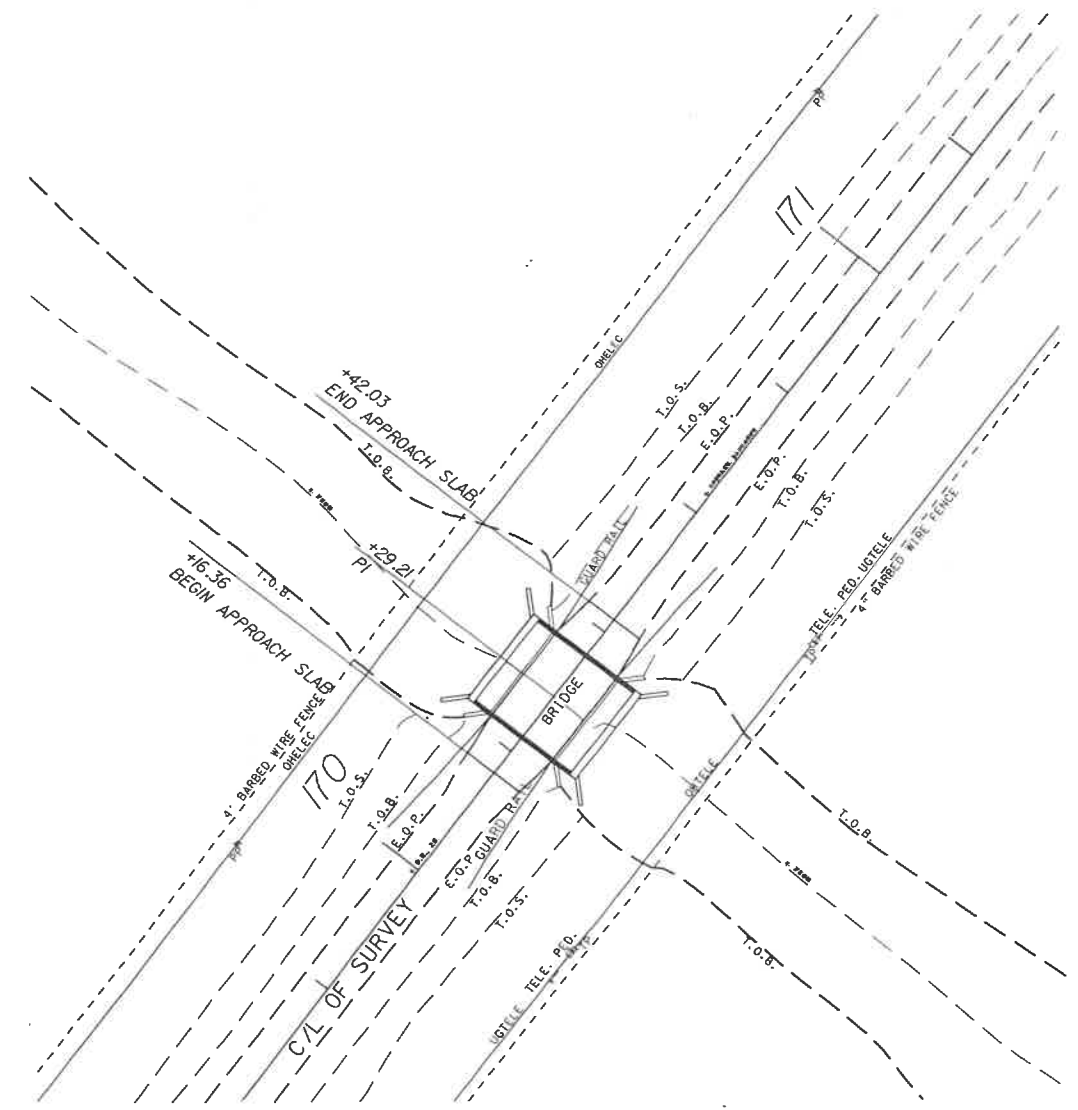 PP
171
OHELEC
+42.03
END APPROACH SLAB
T.O.S.
T.O.B.
E.O.P.
T.O.B.
E.O.P.
T.O.B.
T.O.S.
GUARD RAIL
+29.21
PI
+16.36
BEGIN APPROACH SLAB
T.O.B.
TELE. PED. UGTELE
4' BARBED WIRE FENCE
BRIDGE
4' BARBED WIRE FENCE
OHELEC
170
T.O.S.
T.O.B.
E.O.P.
OHTELE
GUARD RAIL
E.O.P.
T.O.B.
T.O.S.
PP
T.O.B.
T.O.B.
C/L OF SURVEY
UGTELE TELE. PED.